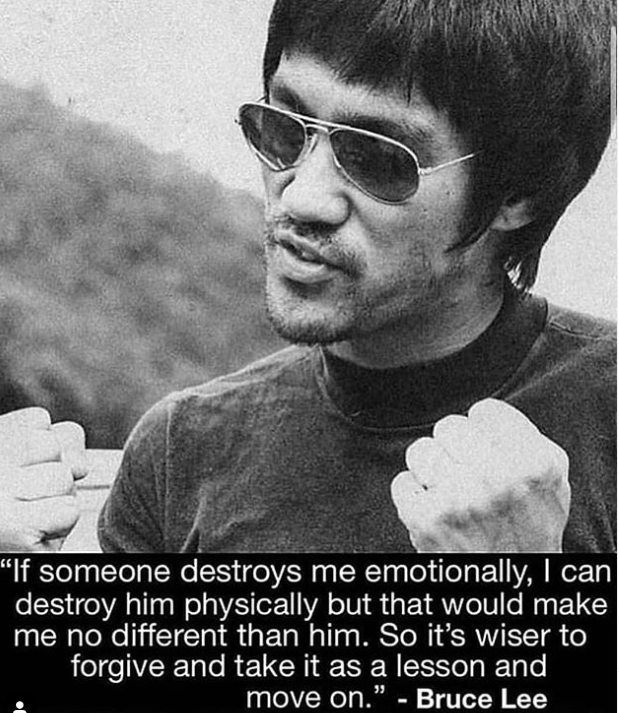 “If someone destroys me emotionally, I can
destroy him physically but that would make
me no different than him. So it’s wiser to
forgive and take it as a lesson and
move on.” - Bruce Lee